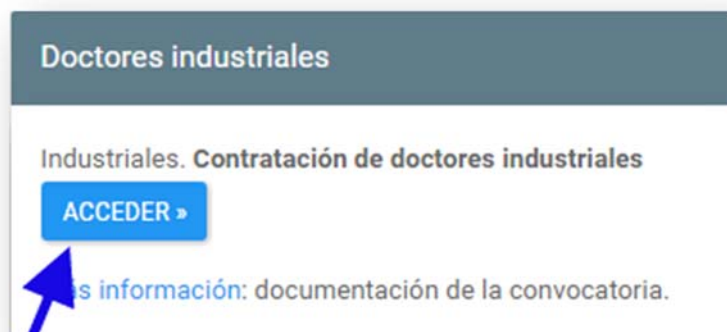 Doctores industriales
Industriales. Contratación de doctores industriales
ACCEDER »
información: documentación de la convocatoria.